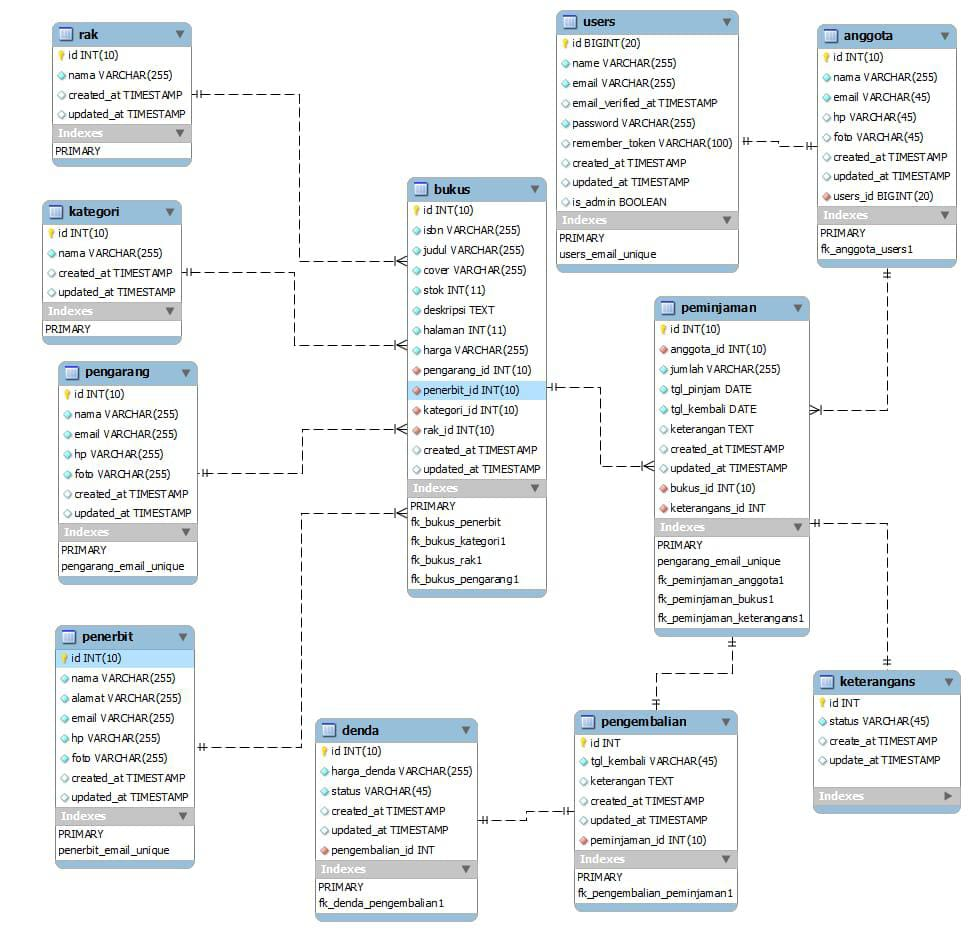 rak
id INT(10)
nama VARCHAR(255)
created_at TIMESTAMP
updated_at TIMESTAMP
Indexes
PRIMARY
kategori
id INT(10)
nama VARCHAR(255)
created_at TIMESTAMP
updated_at TIMESTAMP
Indexes
PRIMARY
pengarang
id INT(10)
nama VARCHAR(255)
email VARCHAR(255)
hp VARCHAR(255)
foto VARCHAR(255)
created_at TIMESTAMP
updated_at TIMESTAMP
Indexes
PRIMARY
pengarang_email_unique
penerbit
id INT(10)
nama VARCHAR(255)
alamat VARCHAR(255)
email VARCHAR(255)
hp VARCHAR(255)
foto VARCHAR(255)
created_at TIMESTAMP
updated_at TIMESTAMP
Indexes
PRIMARY
penerbit_email_unique
bukus
id INT(10)
isbn VARCHAR(255)
judul VARCHAR(255)
cover VARCHAR(255)
stok INT(11)
deskripsi TEXT
halaman INT(11)
harga VARCHAR(255)
pengarang_id INT(10)
penerbit_id INT(10)
kategori_id INT(10)
rak_id INT(10)
created_at TIMESTAMP
updated_at TIMESTAMP
Indexes
PRIMARY
fk_bukus_penerbit
fk_bukus_kategori1
fk_bukus_rak1
fk_bukus_pengarang1
denda
id INT(10)
harga_denda VARCHAR(255)
status VARCHAR(45)
created_at TIMESTAMP
updated_at TIMESTAMP
pengembalian_id INT
Indexes
PRIMARY
fk_denda_pengembalian1
users
id BIGINT(20)
name VARCHAR(255)
email VARCHAR(255)
email_verified_at TIMESTAMP
password VARCHAR(255)
remember_token VARCHAR(100)
created_at TIMESTAMP
updated_at TIMESTAMP
is_admin BOOLEAN
Indexes
PRIMARY
users_email_unique
anggota
id INT(10)
nama VARCHAR(255)
email VARCHAR(45)
hp VARCHAR(45)
foto VARCHAR(45)
created_at TIMESTAMP
updated_at TIMESTAMP
users_id BIGINT(20)
Indexes
PRIMARY
fk_anggota_users1
peminjaman
id INT(10)
anggota_id INT(10)
jumlah VARCHAR(255)
tgl_pinjam DATE
tgl_kembali DATE
keterangan TEXT
created_at TIMESTAMP
updated_at TIMESTAMP
bukus_id INT(10)
keterangans_id INT
Indexes
PRIMARY
pengarang_email_unique
fk_peminjaman_anggota1
fk_peminjaman_bukus1
fk_peminjaman_keterangans1
pengembalian
id INT
tgl_kembali VARCHAR(45)
keterangan TEXT
created_at TIMESTAMP
updated_at TIMESTAMP
peminjaman_id INT(10)
Indexes
PRIMARY
fk_pengembalian_peminjaman1
keterangans
id INT
status VARCHAR(45)
create_at TIMESTAMP
update_at TIMESTAMP
Indexes